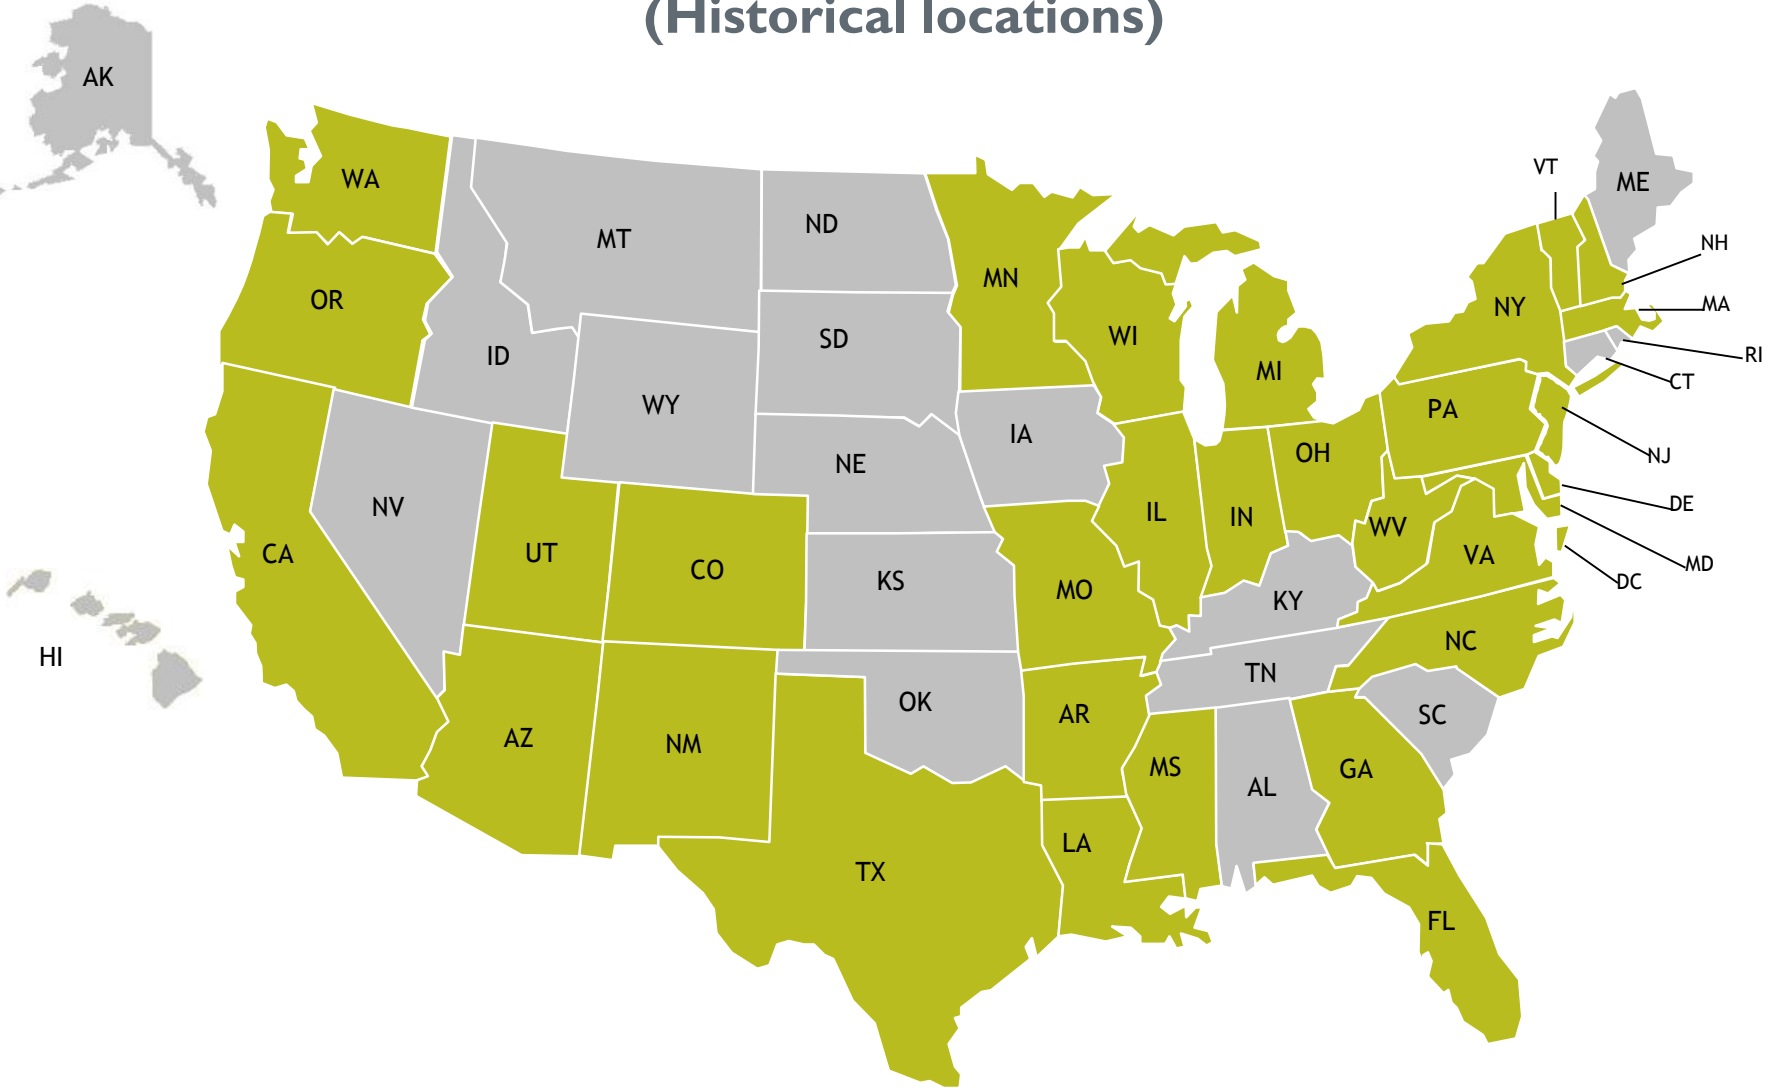 (Historical locations)
AK
WA
VT
ME
MT
ND
NH
MN
OR
NY
MA
SD
WI
ID
RI
MI
CT
WY
PA
IA
OH
NE
NJ
NV
DE
IL
IN
WV
CA
UT
VA
CO
MD
KS
DC
MO
KY
HI
NC
TN
OK
AR
SC
AZ
NM
MS
GA
AL
LA
TX
FL